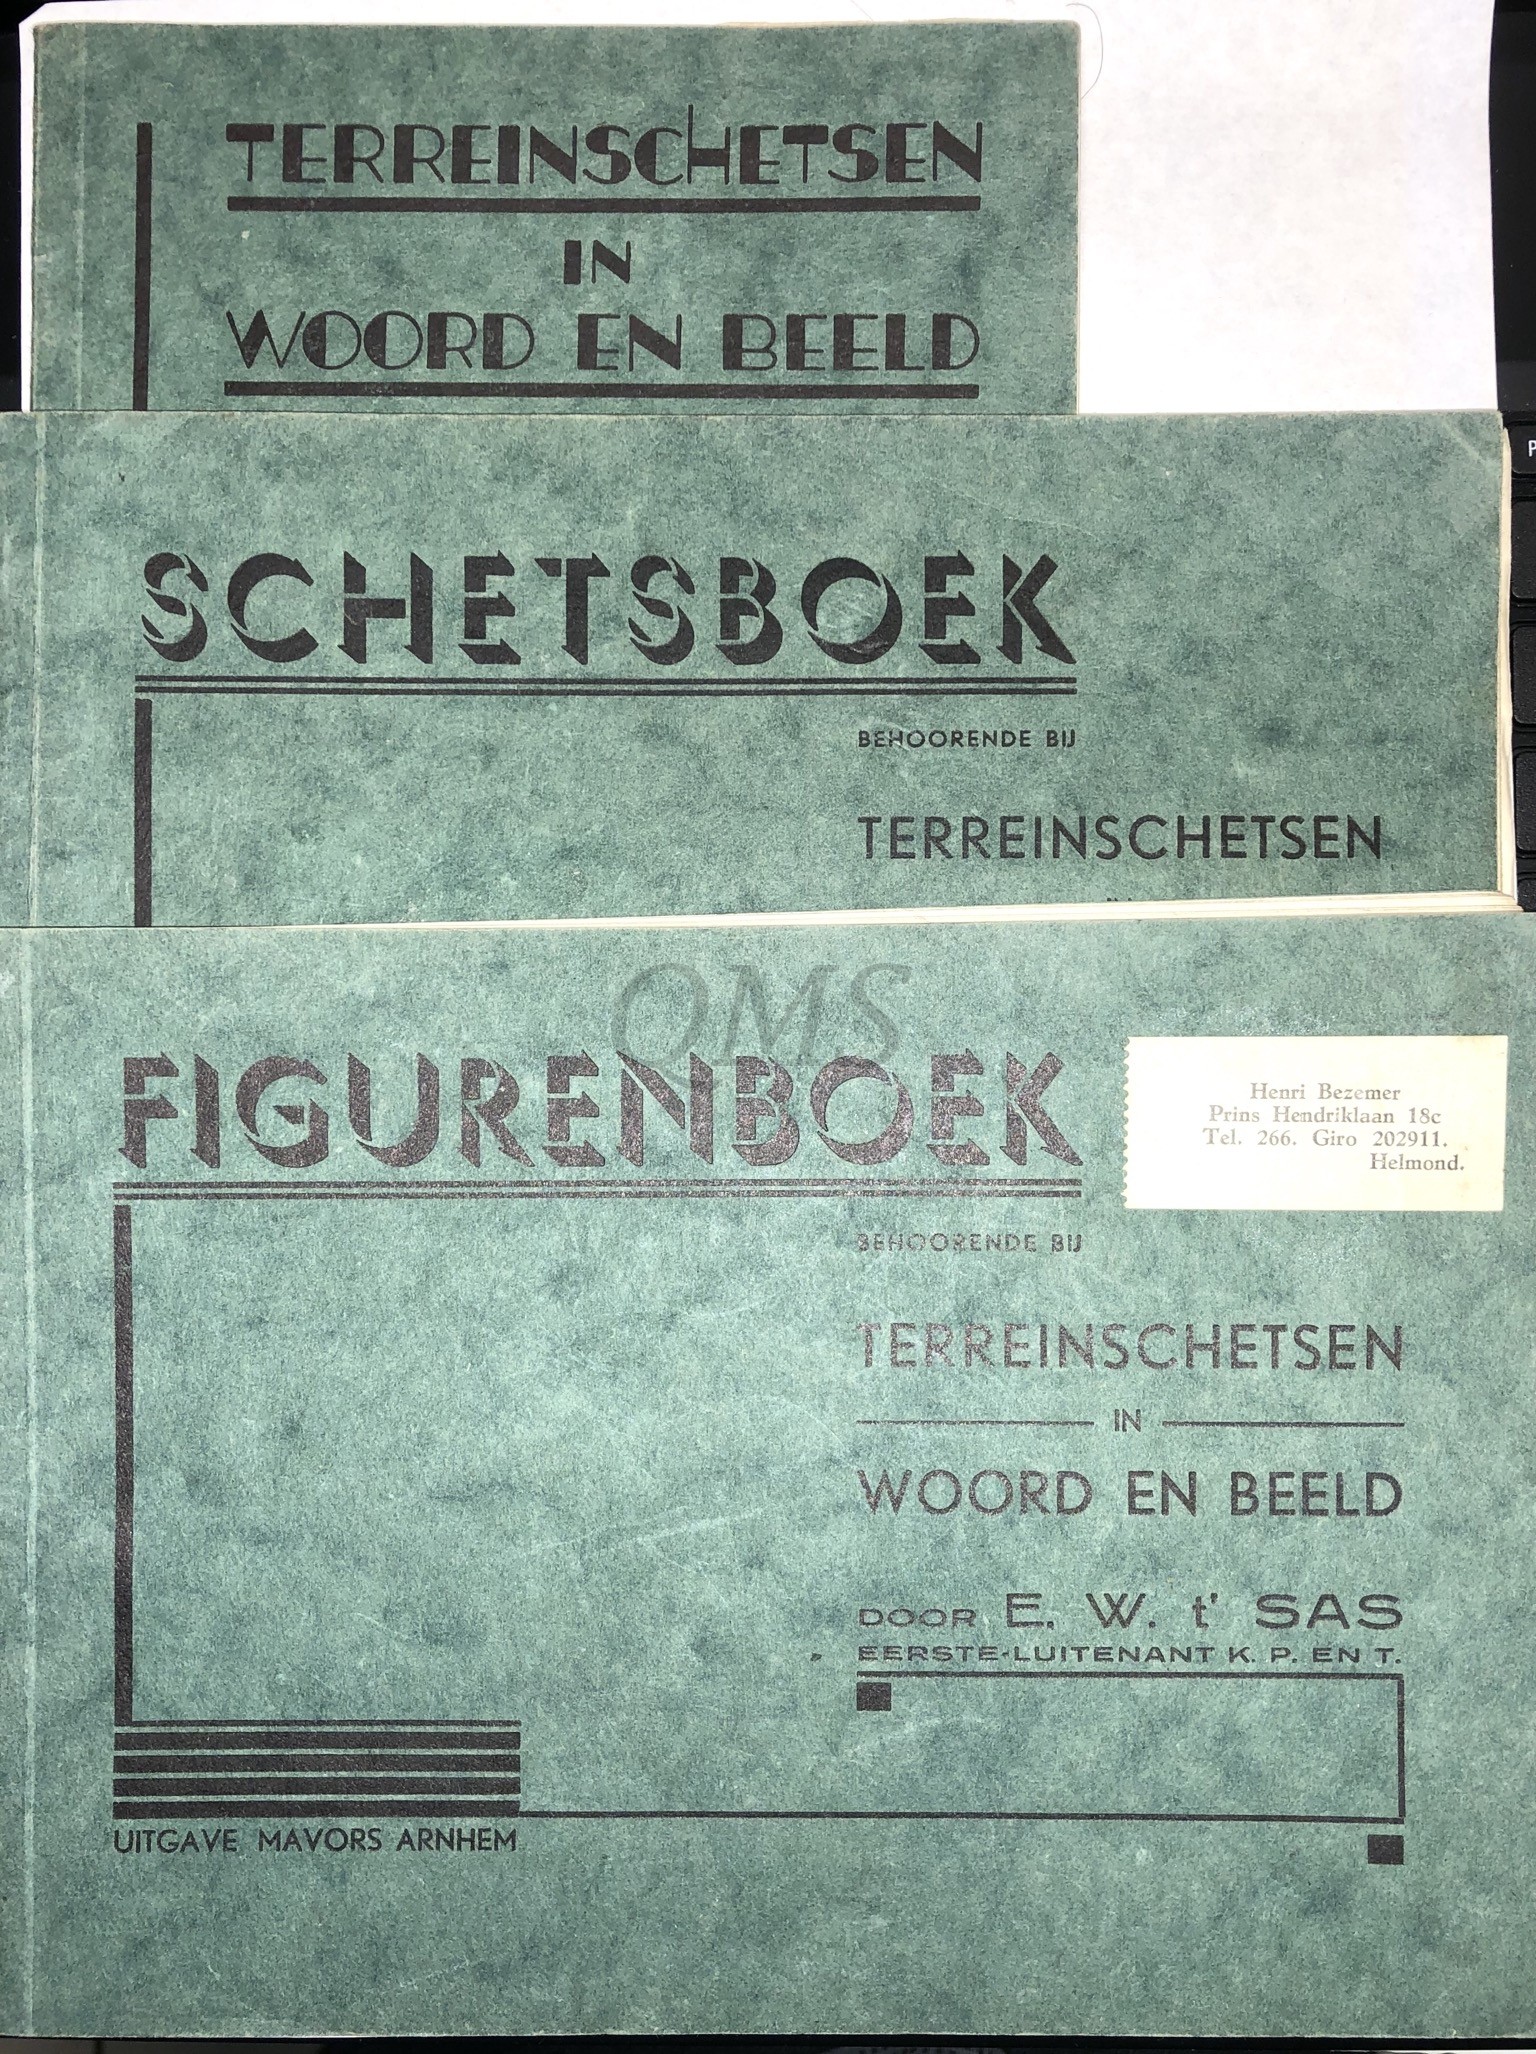 TERREINSCHETSEN
IN
WOORD EN BEELD
P
SCHETSBOEK
BEHOORENDE BIJ
TERREINSCHETSEN
QMS
FIGURENBOEK
Henri Bezemer
Prins Hendriklaan 18c
Tel. 266. Giro 202911.
Helmond.
BEHOORENDE BIJ
TERREINSCHETSEN
IN
WOORD EN BEELD
DOOR E. W. t' SAS
EERSTE-LUITENANT K. P. EN T.
UITGAVE MAVORS ARNHEM